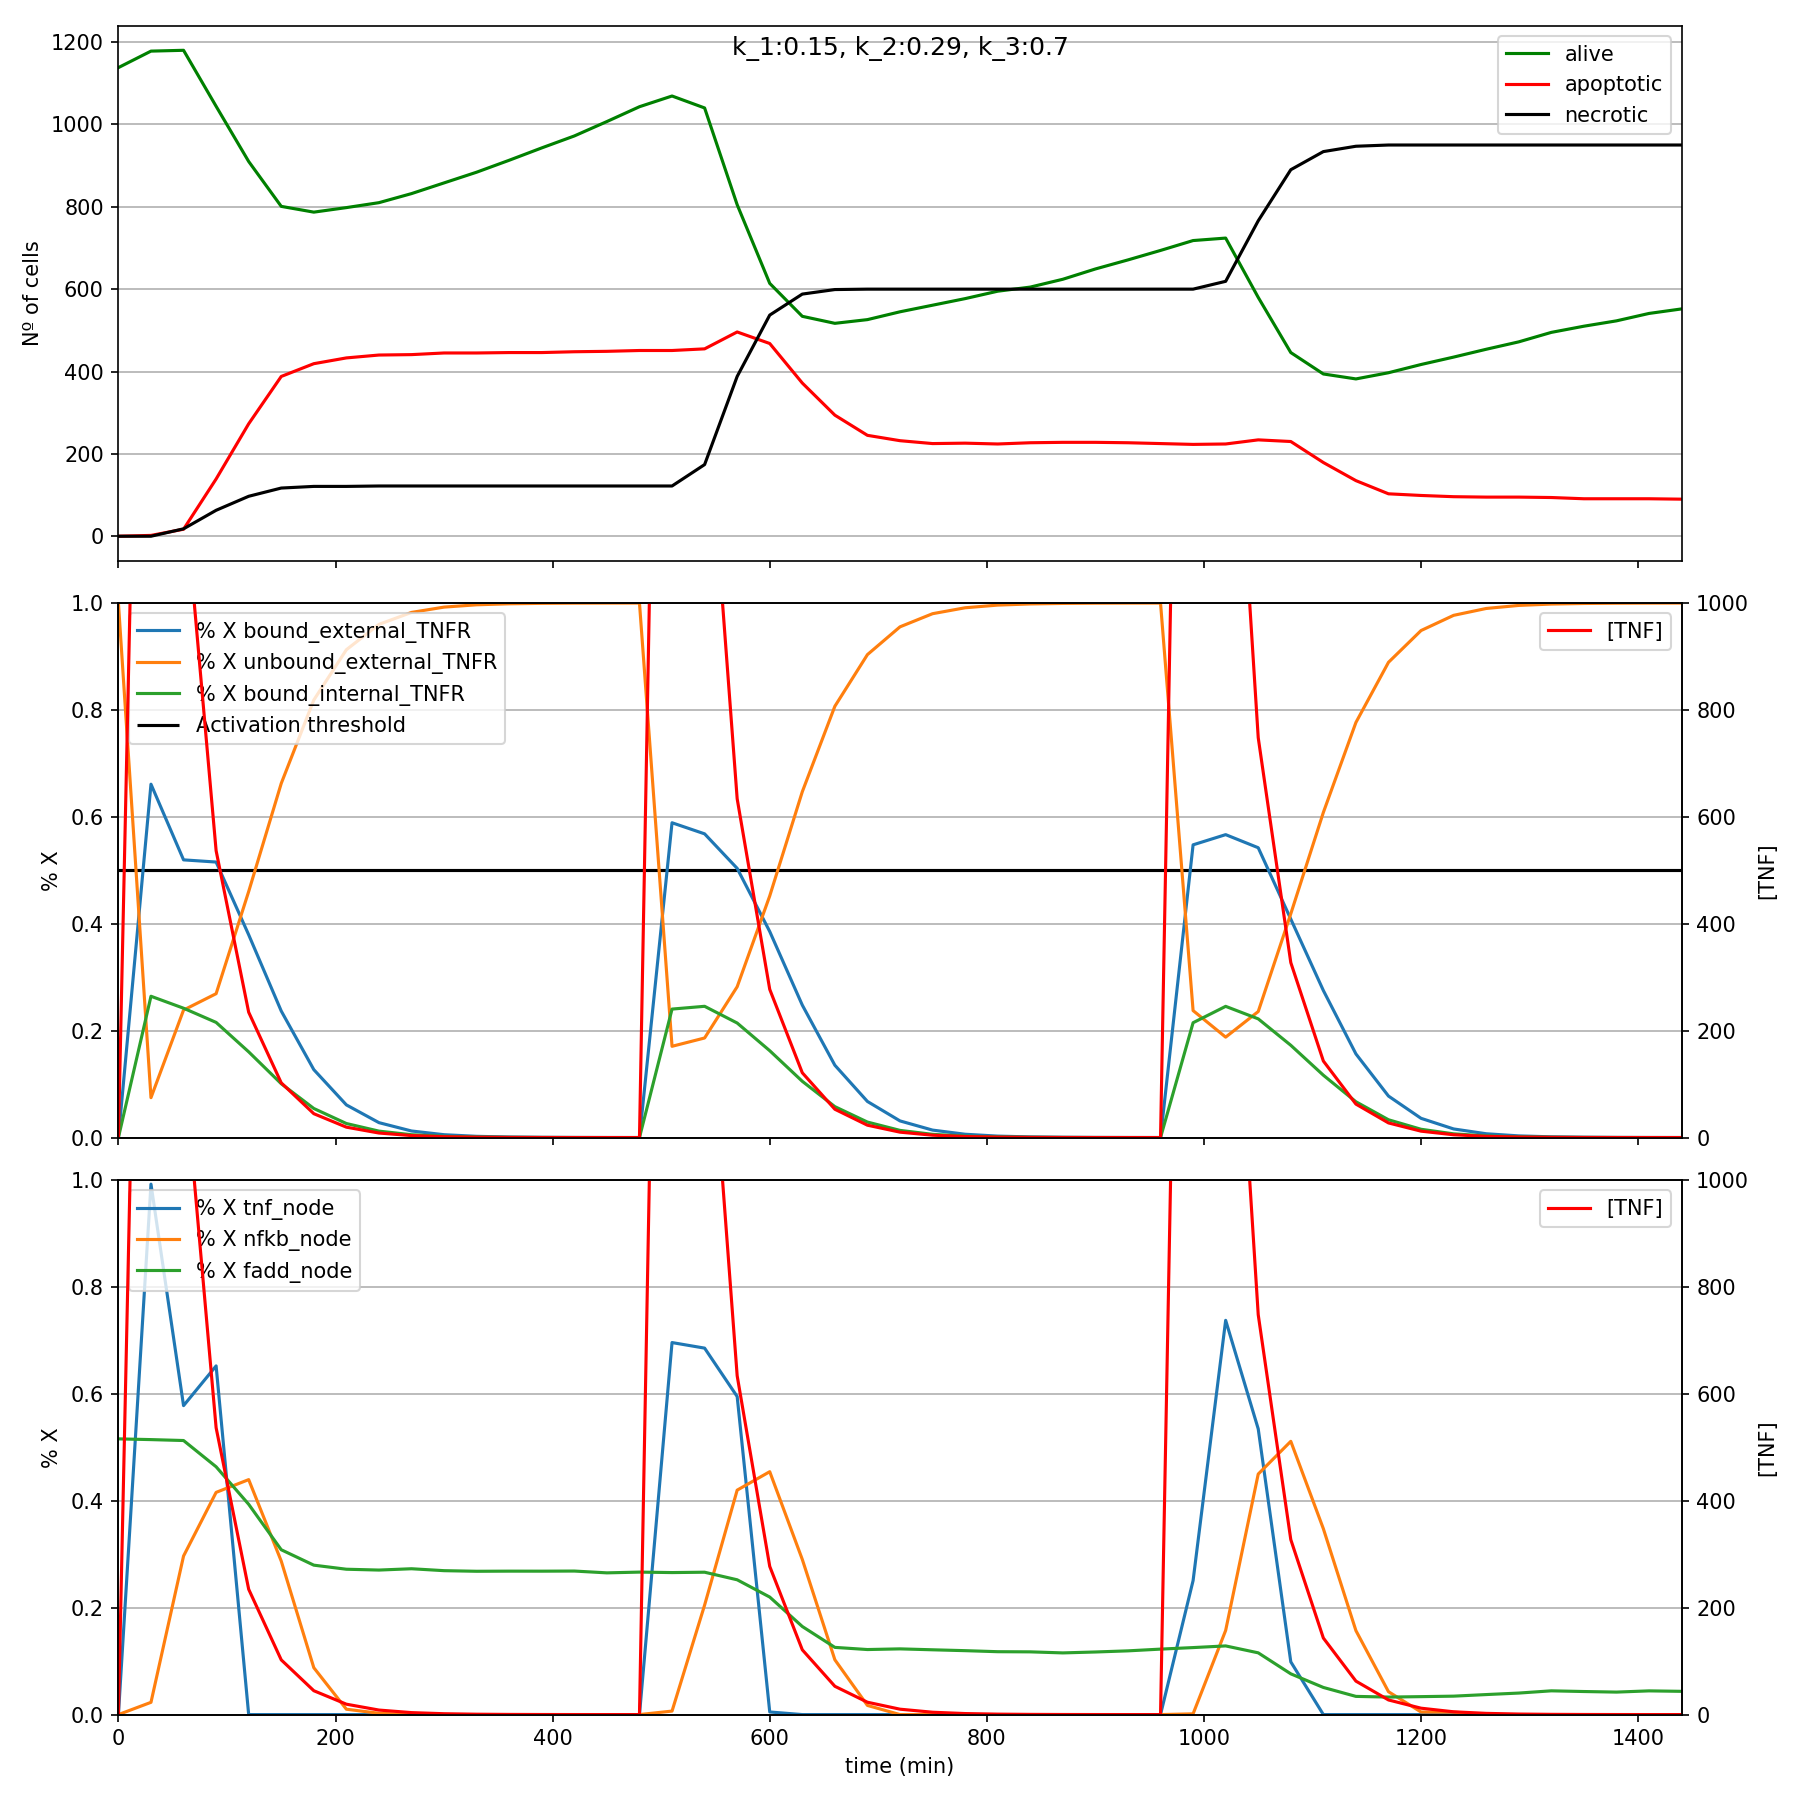 k_1:0.15, k_2:0.29, k_3:0.7
alive
apoptotic
necrotic
1200
1000
800
600
400
200
0
Nº of cells
% X bound_external_TNFR
% X unbound_external_TNFR
% X bound_internal_TNFR
Activation threshold
[TNF]
1.0
0.8
0.6
0.4
0.2
0.0
% X
1000
800
600
400
200
0
[TNF]
% X tnf_node
% X nfkb_node
% X fadd_node
[TNF]
1.0
0.8
0.6
0.4
0.2
0.0
% X
1000
800
600
400
200
0
[TNF]
0 200 400 600 800 1000 1200 1400
time (min)